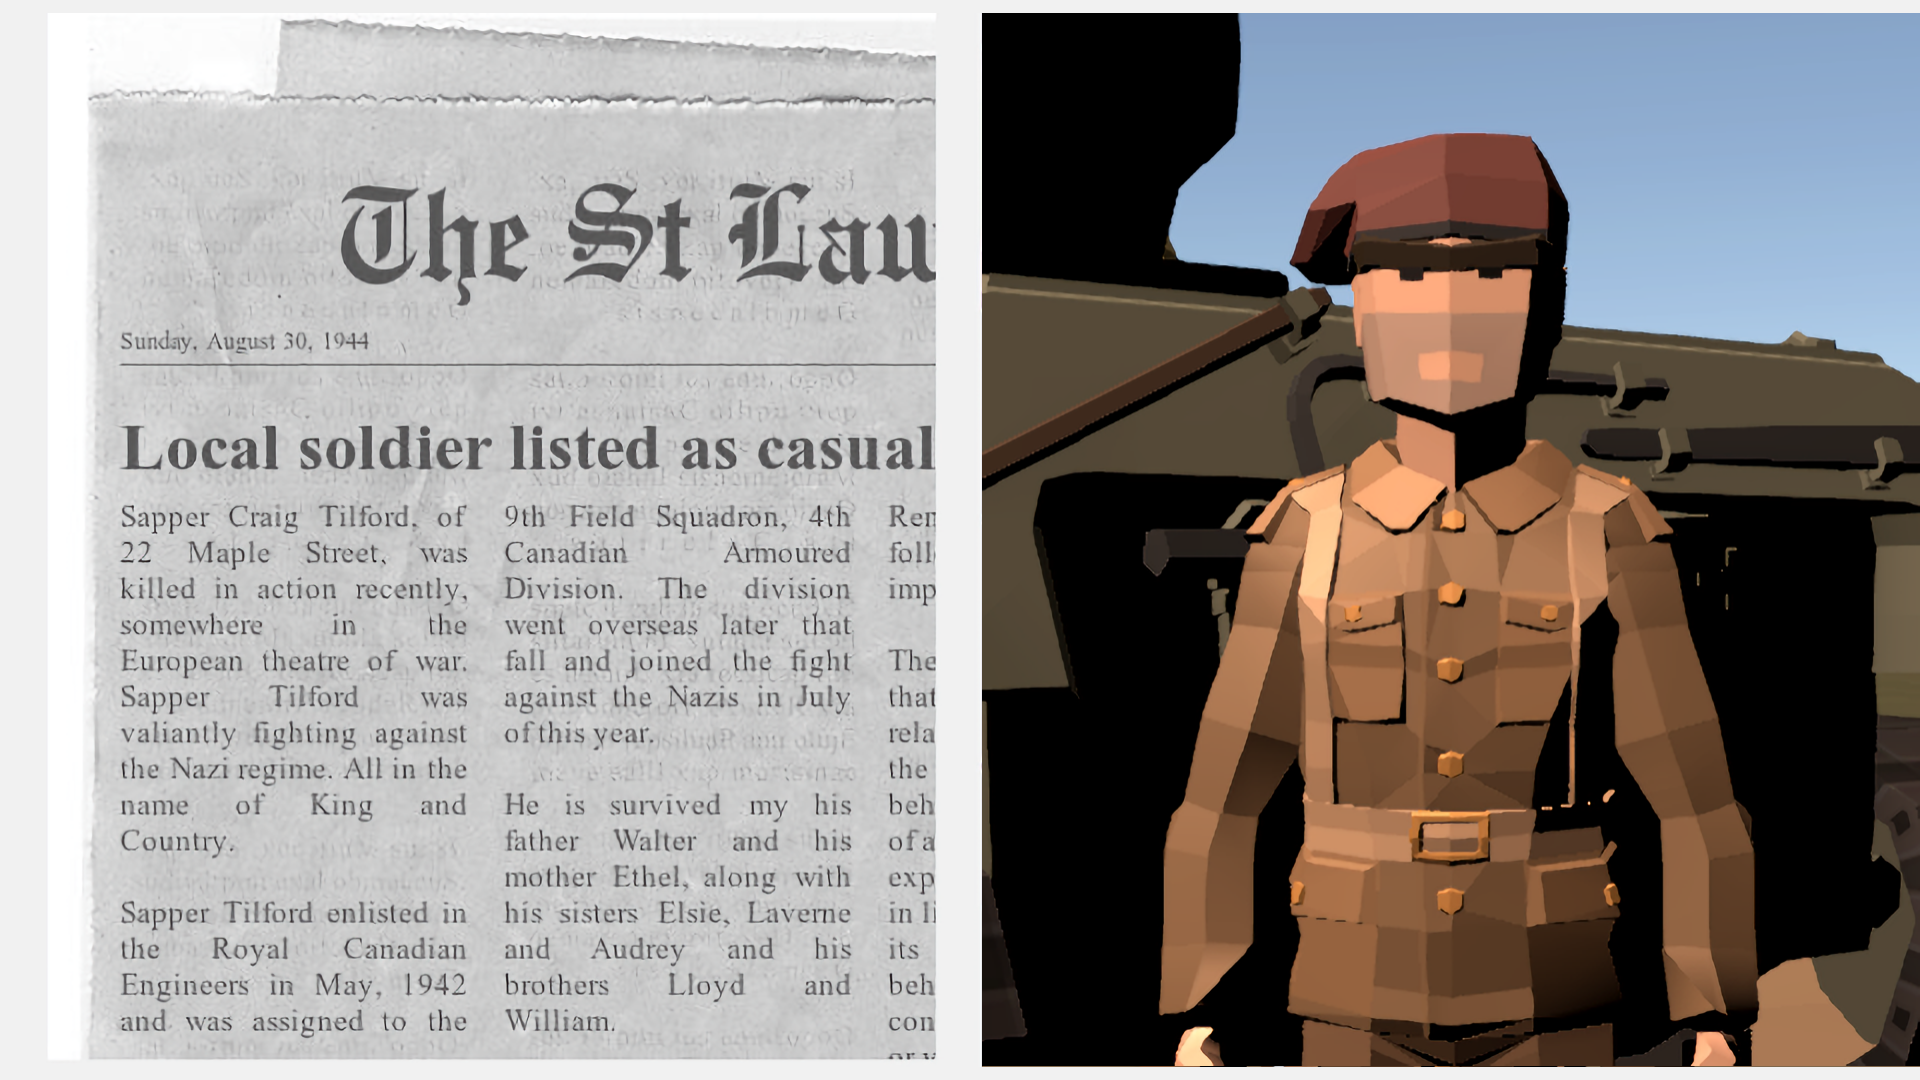 The St Law
Sunday, August 30, 1944
Local soldier listed as casual
Sapper Craig Tilford, of
22 Maple Street, was
killed in action recently,
somewhere in the
European theatre of war.
Sapper Tilford was
valiantly fighting against
the Nazi regime. All in the
name of King and
Country.
Sapper Tilford enlisted in
the Royal Canadian
Engineers in May, 1942
and was assigned to the
9th Field Squadron, 4th
Canadian Armoured
Division. The division
went overseas later that
fall and joined the fight
against the Nazis in July
of this year.
He is survived my his
father Walter and his
mother Ethel, along with
his sisters Elsie, Laverne
and Audrey and his
brothers Lloyd and
William.
Ren
foll
imp
The
that
rela
the
beh
of a
exp
in li
its
beh
con